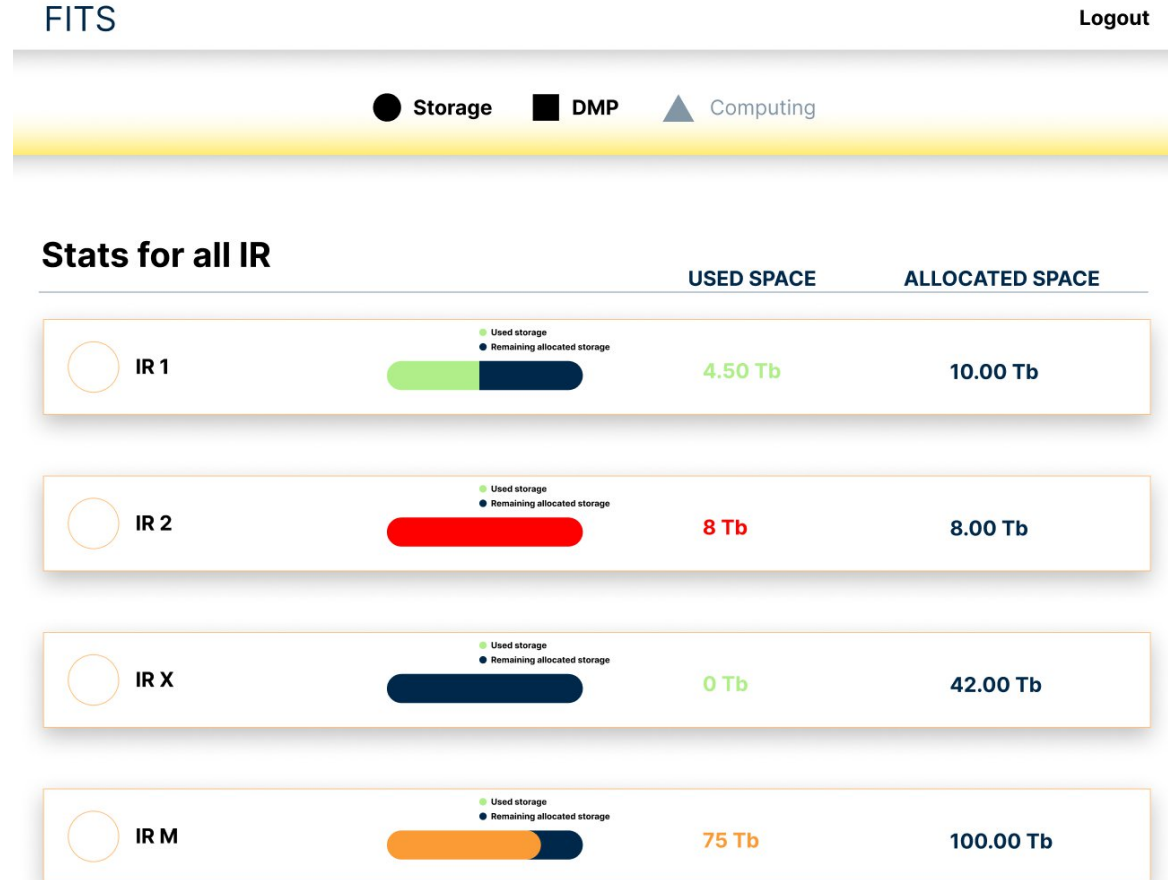 FITS
Logout
Storage DMP Computing
Stats for all IR
USED SPACE ALLOCATED SPACE
Used storage
Remaining allocated storage
IR 1 4.50 Tb 10.00 Tb
Used storage
Remaining allocated storage
IR 2 8 Tb 8.00 Tb
Used storage
Remaining allocated storage
IR X 0 Tb 42.00 Tb
Used storage
Remaining allocated storage
IR M 75 Tb 100.00 Tb